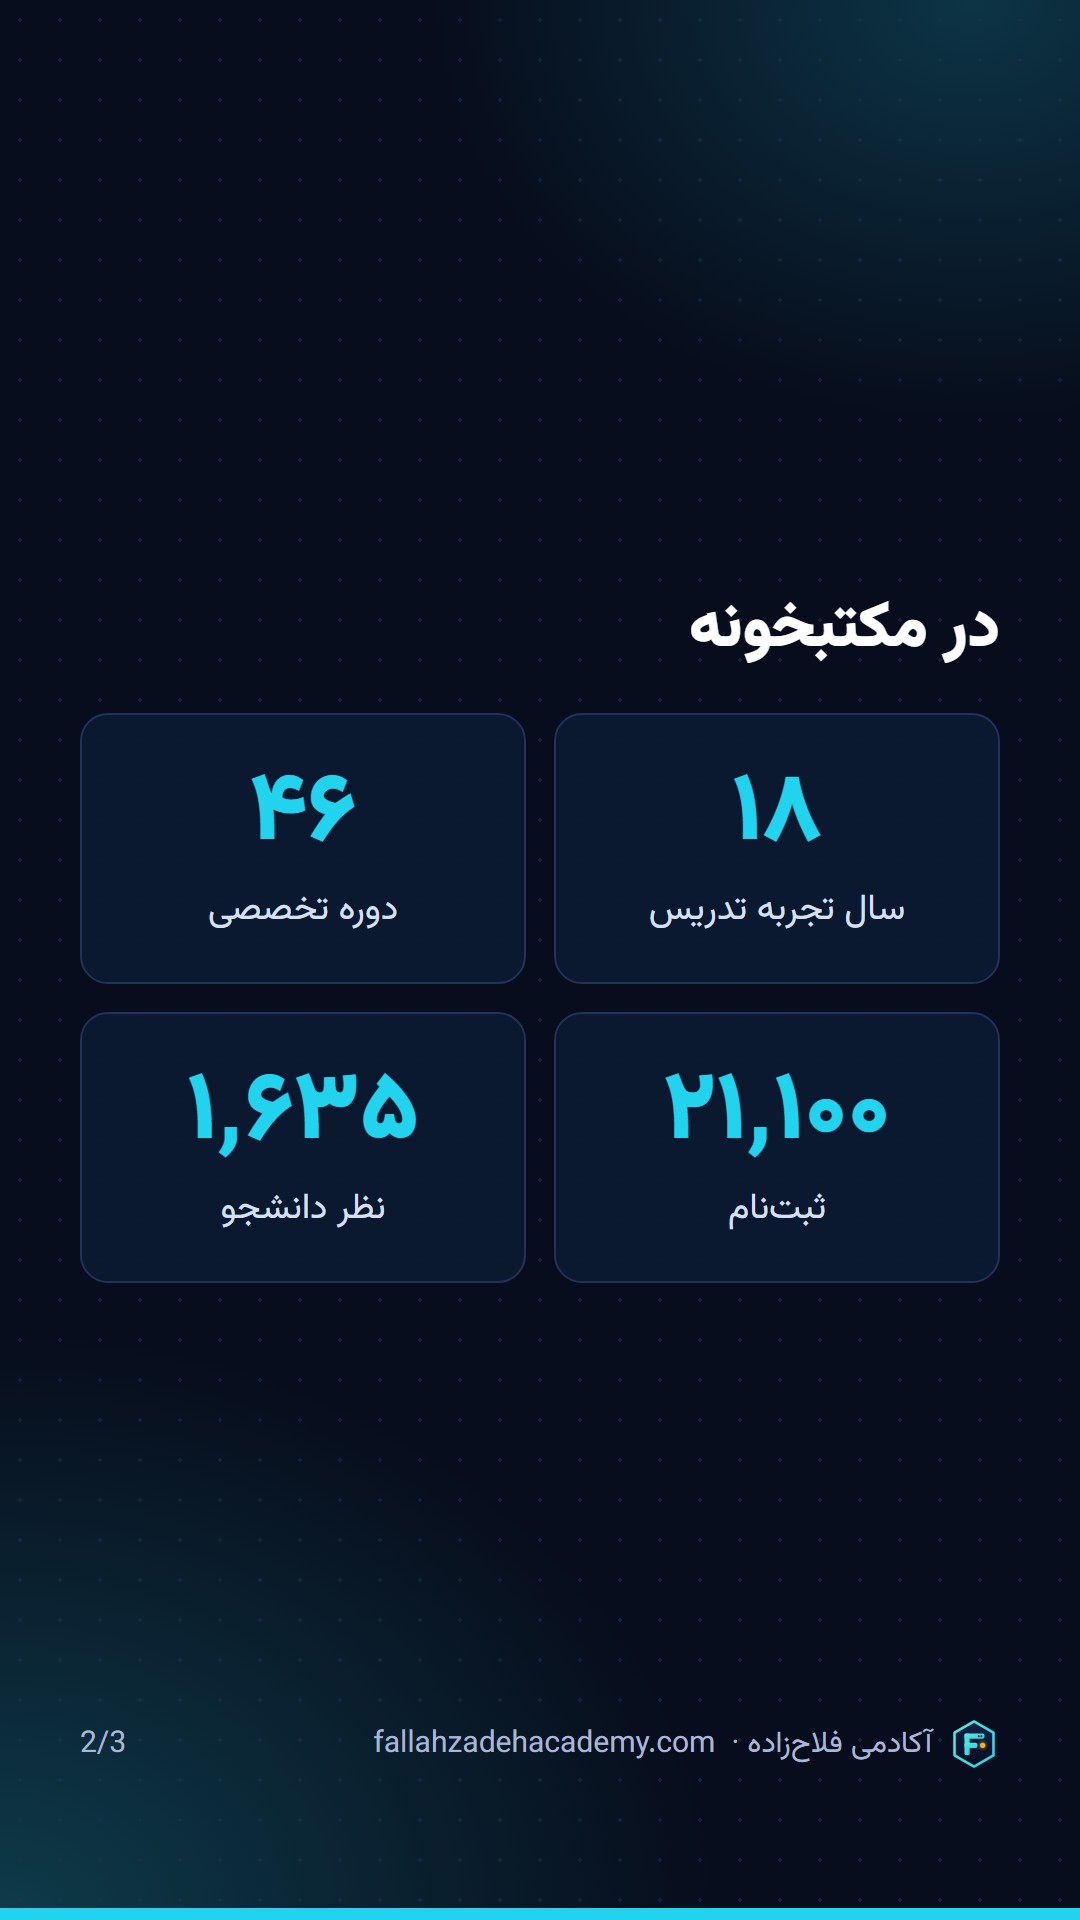 در مکتبخونه
۱۸
سال تجربه تدریس
۴۶
دوره تخصصی
۲۱,۱۰۰
ثبت‌نام
۱,۶۳۵
نظر دانشجو
آکادمی فلاح‌زاده · fallahzadehacademy.com
2/3